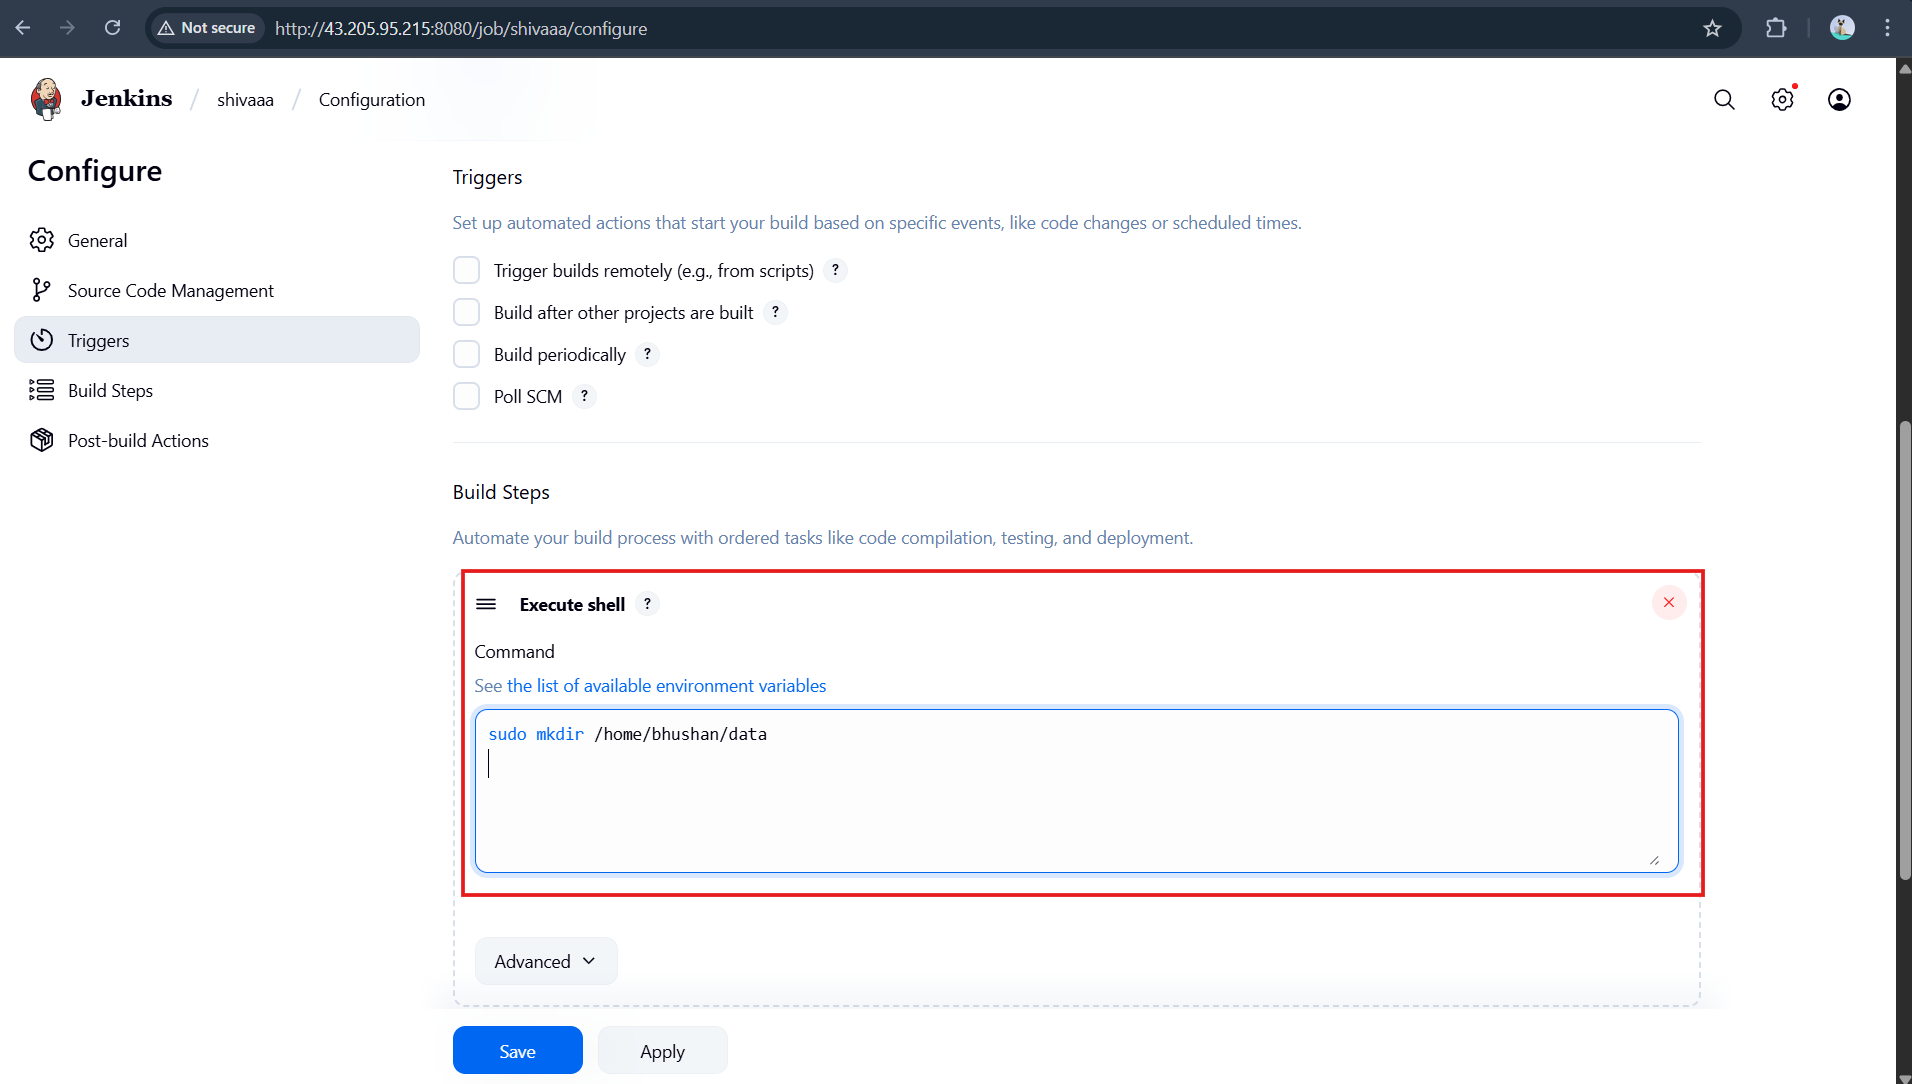 Not secure http://43.205.95.215:8080/job/shivaaa/configure
Jenkins / shivaaa / Configuration
Configure
General
Source Code Management
Triggers
Build Steps
Post-build Actions
Triggers
Set up automated actions that start your build based on specific events, like code changes or scheduled times.
Trigger builds remotely (e.g., from scripts) ?
Build after other projects are built ?
Build periodically ?
Poll SCM ?
Build Steps
Automate your build process with ordered tasks like code compilation, testing, and deployment.
Execute shell ?
Command
See the list of available environment variables
sudo mkdir /home/bhushan/data
Advanced
Save Apply